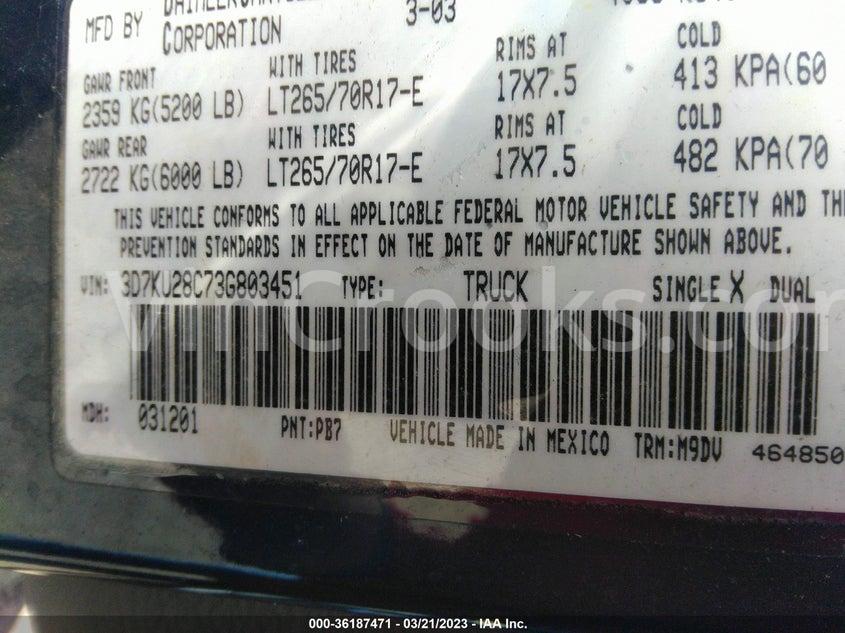 MFD BY
CORPORATION
3-03
GAWR FRONT WITH TIRES RIMS AT COLD
2359 KG(5200 LB) LT265/70R17-E 17X7.5 413 KPA(60
GAWR REAR WITH TIRES RIMS AT COLD
2722 KG(6000 LB) LT265/70R17-E 17X7.5 482 KPA(70
THIS VEHICLE CONFORMS TO ALL APPLICABLE FEDERAL MOTOR VEHICLE SAFETY AND
PREVENTION STANDARDS IN EFFECT ON THE DATE OF MANUFACTURE SHOWN ABOVE.
VIN: 3D7KU28C73G803451 TYPE: TRUCK SINGLE X DUAL
VinCrooks.com
MDH: 031201 PNT:PB7 VEHICLE MADE IN MEXICO TRM:M9DV 464850
000-36187471 - 03/21/2023 - IAA Inc.